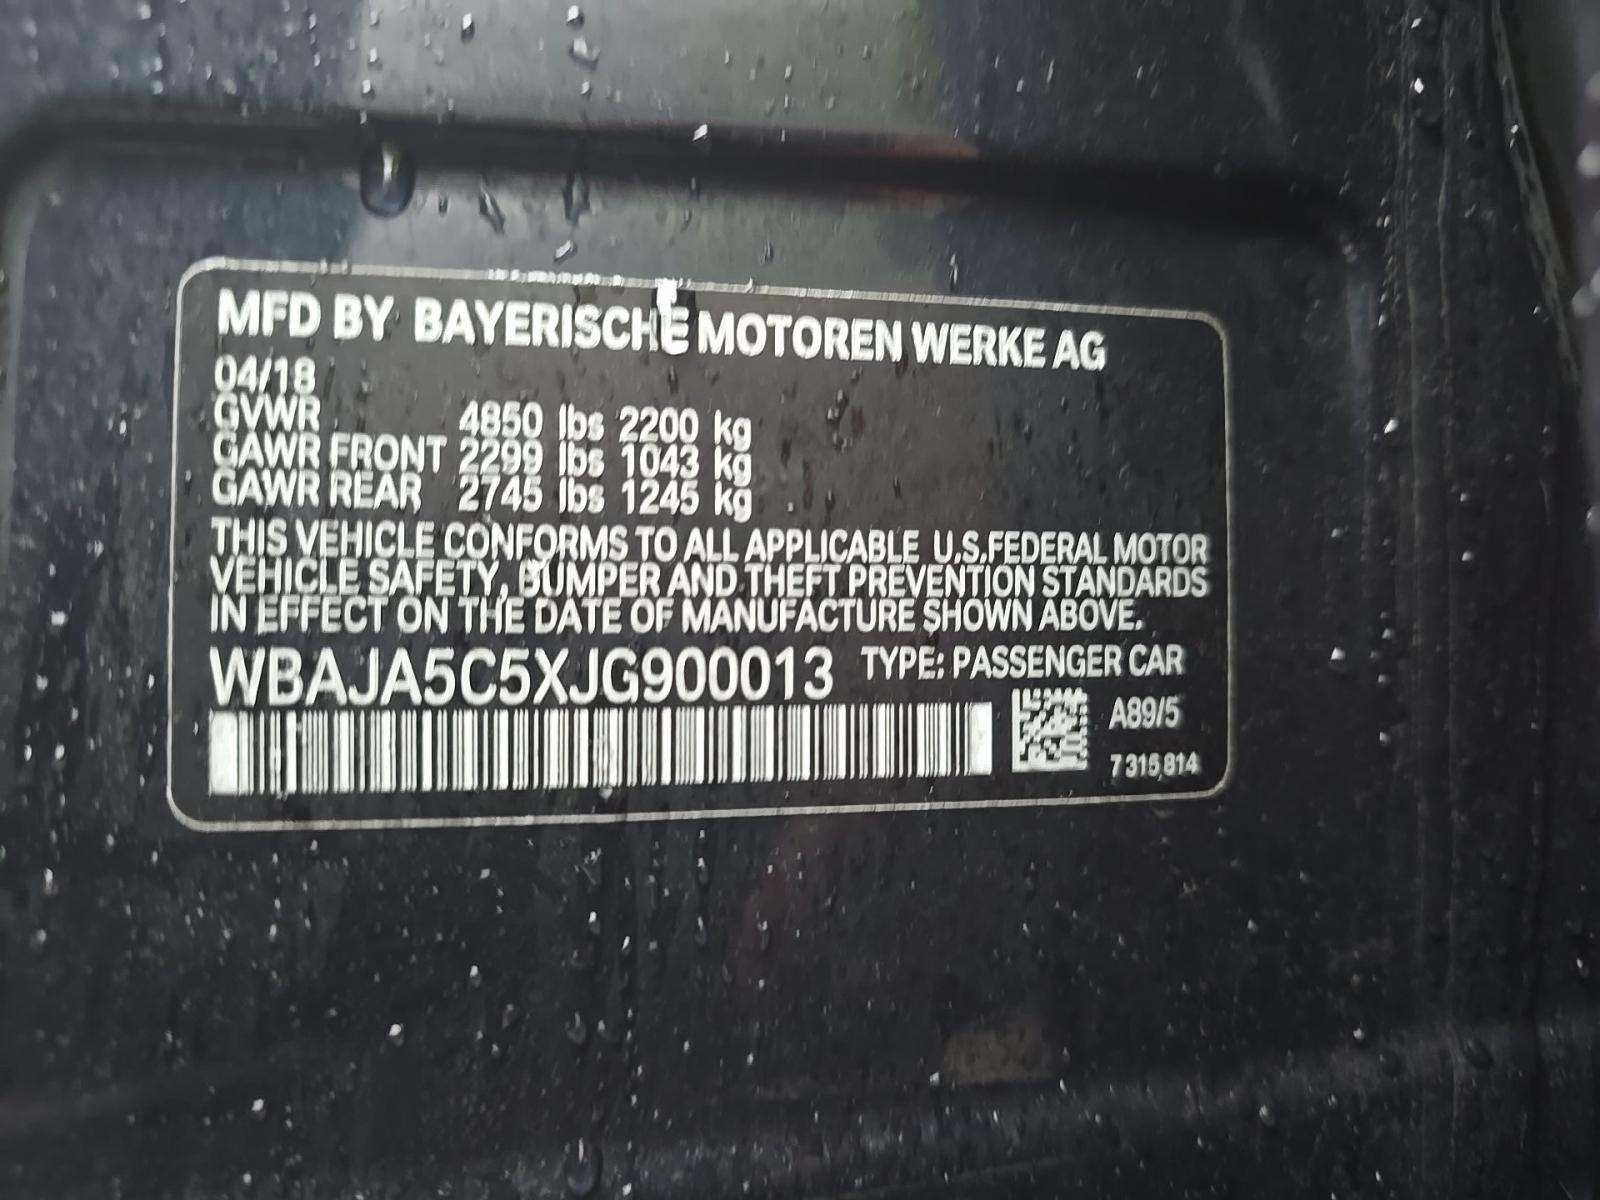 MFD BY BAYERISCHE MOTOREN WERKE AG
04/18
GVWR 4850 lbs 2200 kg
GAWR FRONT 2299 lbs 1043 kg
GAWR REAR 2745 lbs 1245 kg
THIS VEHICLE CONFORMS TO ALL APPLICABLE U.S.FEDERAL MOTOR
VEHICLE SAFETY, BUMPER AND THEFT PREVENTION STANDARDS
IN EFFECT ON THE DATE OF MANUFACTURE SHOWN ABOVE.
WBAJA5C5XJG900013 TYPE: PASSENGER CAR
A89/5
7 315,814